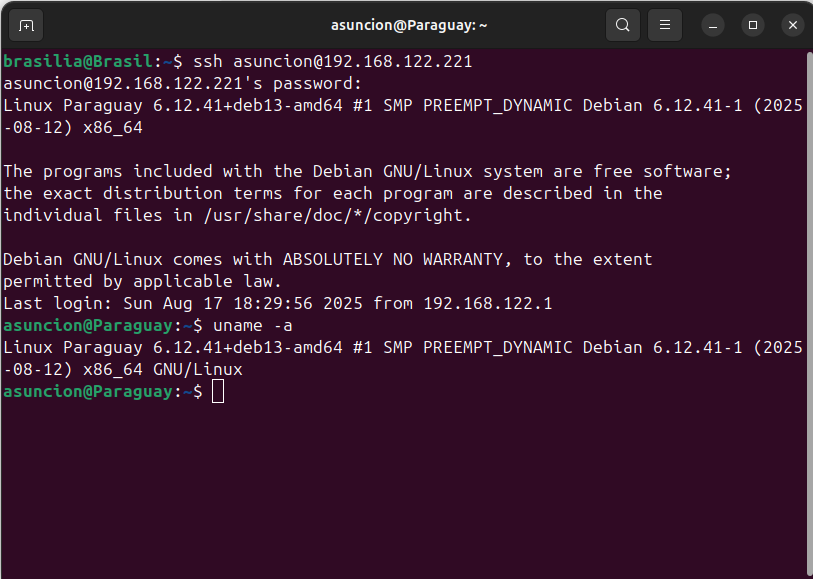 asuncion@Paraguay: ~
brasilia@Brasil:~$ ssh asuncion@192.168.122.221
asuncion@192.168.122.221's password:
Linux Paraguay 6.12.41+deb13-amd64 #1 SMP PREEMPT_DYNAMIC Debian 6.12.41-1 (2025
-08-12) x86_64
The programs included with the Debian GNU/Linux system are free software;
the exact distribution terms for each program are described in the
individual files in /usr/share/doc/*/copyright.
Debian GNU/Linux comes with ABSOLUTELY NO WARRANTY, to the extent
permitted by applicable law.
Last login: Sun Aug 17 18:29:56 2025 from 192.168.122.1
asuncion@Paraguay:~$ uname -a
Linux Paraguay 6.12.41+deb13-amd64 #1 SMP PREEMPT_DYNAMIC Debian 6.12.41-1 (2025
-08-12) x86_64 GNU/Linux
asuncion@Paraguay:~$